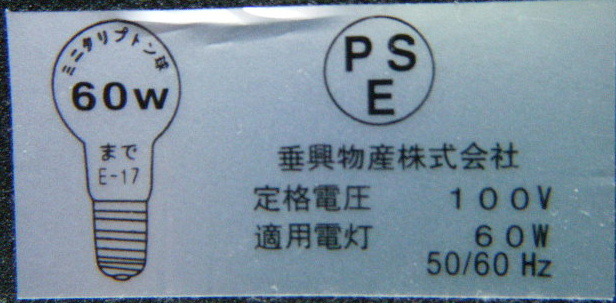 ミニタリプトン球
60W
まで
E-17
PS
E
垂興物産株式会社
定格電圧 100V
適用電灯 60W
50/60 Hz